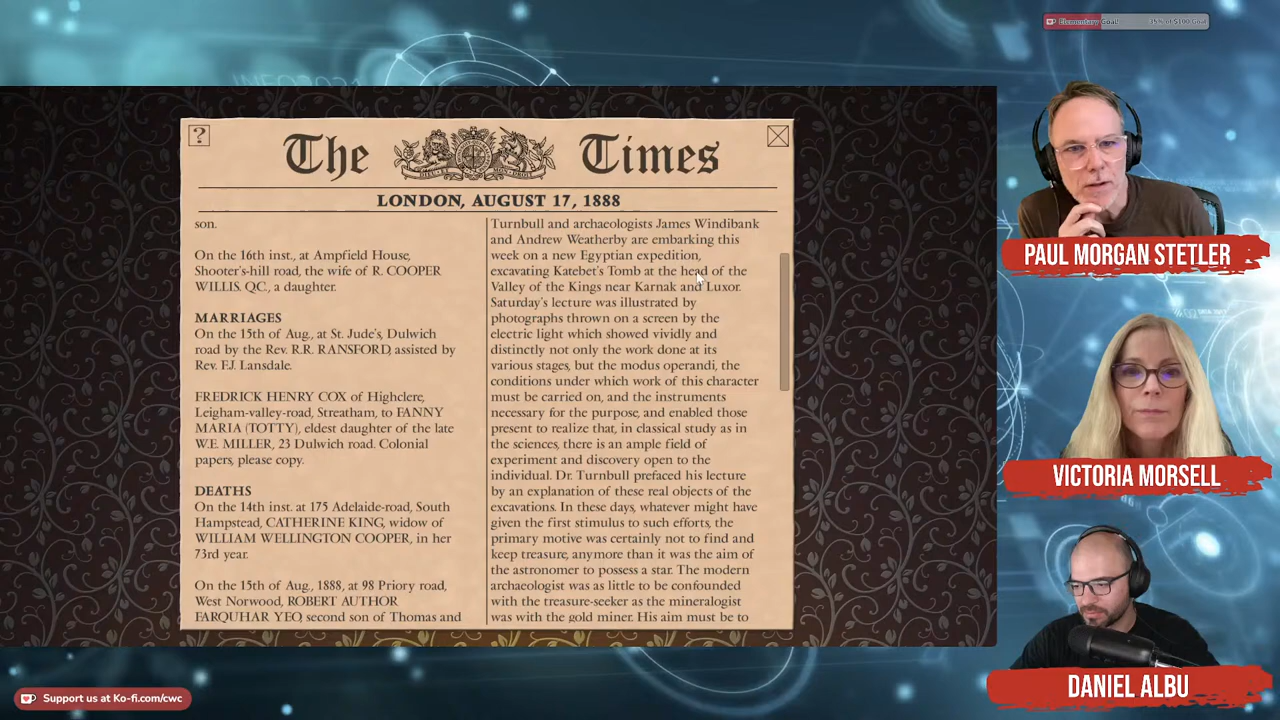 Elementary Goal!
35% of $100 Goal
?
The Times
DIEU ET MON DROIT
LONDON, AUGUST 17, 1888
son.
On the 16th inst., at Ampfield House,
Shooter's-hill road, the wife of R. COOPER
WILLIS. QC., a daughter.
MARRIAGES
On the 15th of Aug., at St. Jude's, Dulwich
road by the Rev. R.R. RANSFORD, assisted by
Rev. F.J. Lansdale.
FREDRICK HENRY COX of Highclere,
Leigham-valley-road, Streatham, to FANNY
MARIA (TOTTY), eldest daughter of the late
W.E. MILLER, 23 Dulwich road. Colonial
papers, please copy.
DEATHS
On the 14th inst. at 175 Adelaide-road, South
Hampstead, CATHERINE KING, widow of
WILLIAM WELLINGTON COOPER, in her
73rd year.
On the 15th of Aug., 1888, at 98 Priory road,
West Norwood, ROBERT AUTHOR
FARQUHAR YEO, second son of Thomas and
Turnbull and archaeologists James Windibank
and Andrew Weatherby are embarking this
week on a new Egyptian expedition,
excavating Katebet's Tomb at the head of the
Valley of the Kings near Karnak and Luxor.
Saturday's lecture was illustrated by
photographs thrown on a screen by the
electric light which showed vividly and
distinctly not only the work done at its
various stages, but the modus operandi, the
conditions under which work of this character
must be carried on, and the instruments
necessary for the purpose, and enabled those
present to realize that, in classical study as in
the sciences, there is an ample field of
experiment and discovery open to the
individual. Dr. Turnbull prefaced his lecture
by an explanation of these real objects of the
excavations. In these days, whatever might have
given the first stimulus to such efforts, the
primary motive was certainly not to find and
keep treasure, anymore than it was the aim of
the astronomer to possess a star. The modern
archaeologist was as little to be confounded
with the treasure-seeker as the mineralogist
was with the gold miner. His aim must be to
PAUL MORGAN STETLER
VICTORIA MORSELL
DANIEL ALBU
Support us at Ko-fi.com/cwc